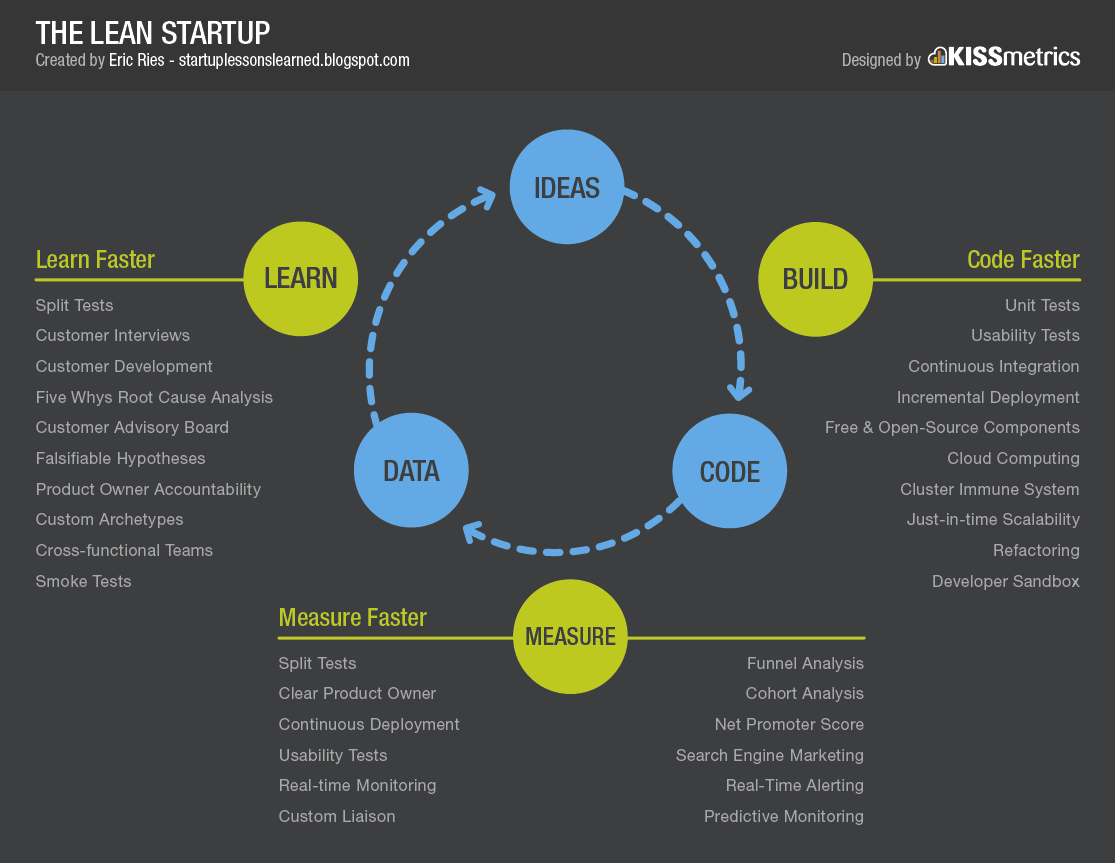 THE LEAN STARTUP
Created by Eric Ries - startuplessonslearned.blogspot.com
Designed by KISSmetrics
IDEAS
LEARN
BUILD
DATA
CODE
Learn Faster
Split Tests
Customer Interviews
Customer Development
Five Whys Root Cause Analysis
Customer Advisory Board
Falsifiable Hypotheses
Product Owner Accountability
Custom Archetypes
Cross-functional Teams
Smoke Tests
Code Faster
Unit Tests
Usability Tests
Continuous Integration
Incremental Deployment
Free & Open-Source Components
Cloud Computing
Cluster Immune System
Just-in-time Scalability
Refactoring
Developer Sandbox
Measure Faster
MEASURE
Split Tests
Clear Product Owner
Continuous Deployment
Usability Tests
Real-time Monitoring
Custom Liaison
Funnel Analysis
Cohort Analysis
Net Promoter Score
Search Engine Marketing
Real-Time Alerting
Predictive Monitoring